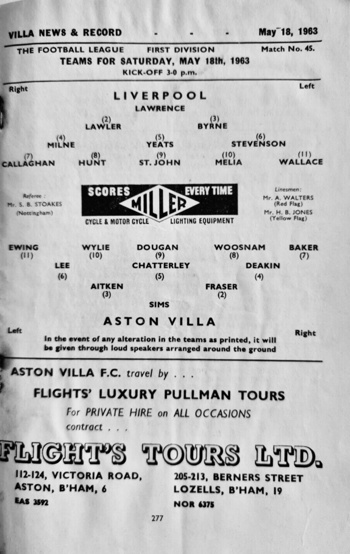 VILLA NEWS & RECORD - - - May 18, 1963
THE FOOTBALL LEAGUE FIRST DIVISION Match No. 45.
TEAMS FOR SATURDAY, MAY 18th, 1963
KICK-OFF 3-0 p.m.
Right Left
LIVERPOOL
LAWRENCE
(2) (3)
LAWLER BYRNE
(4) (5) (6)
MILNE YEATS STEVENSON
(7) (8) (9) (10) (11)
CALLAGHAN HUNT ST. JOHN MELIA WALLACE
Referee:
Mr. L. B. STOAKES
(Nottingham)
SCORES EVERY TIME
MILLER
CYCLE & MOTOR CYCLE LIGHTING EQUIPMENT
Linesmen:
Mr. A. WALTERS
(Red Flag)
Mr. H. B. JONES
(Yellow Flag)
EWING WYLIE DOUGAN WOOSNAM BAKER
(11) (10) (9) (8) (7)
LEE CHATTERLEY DEAKIN
(6) (5) (4)
AITKEN FRASER
(3) (2)
SIMS
ASTON VILLA
Left Right
In the event of any alteration in the teams as printed, it will
be given through loud speakers arranged around the ground
ASTON VILLA F.C. travel by . . .
FLIGHTS' LUXURY PULLMAN TOURS
For PRIVATE HIRE on ALL OCCASIONS
contract . . .
FLIGHT'S TOURS LTD.
112-124, VICTORIA ROAD, 205-213, BERNERS STREET
ASTON, B'HAM, 6 LOZELLS, B'HAM, 19
EAS 3592 NOR 6375
277